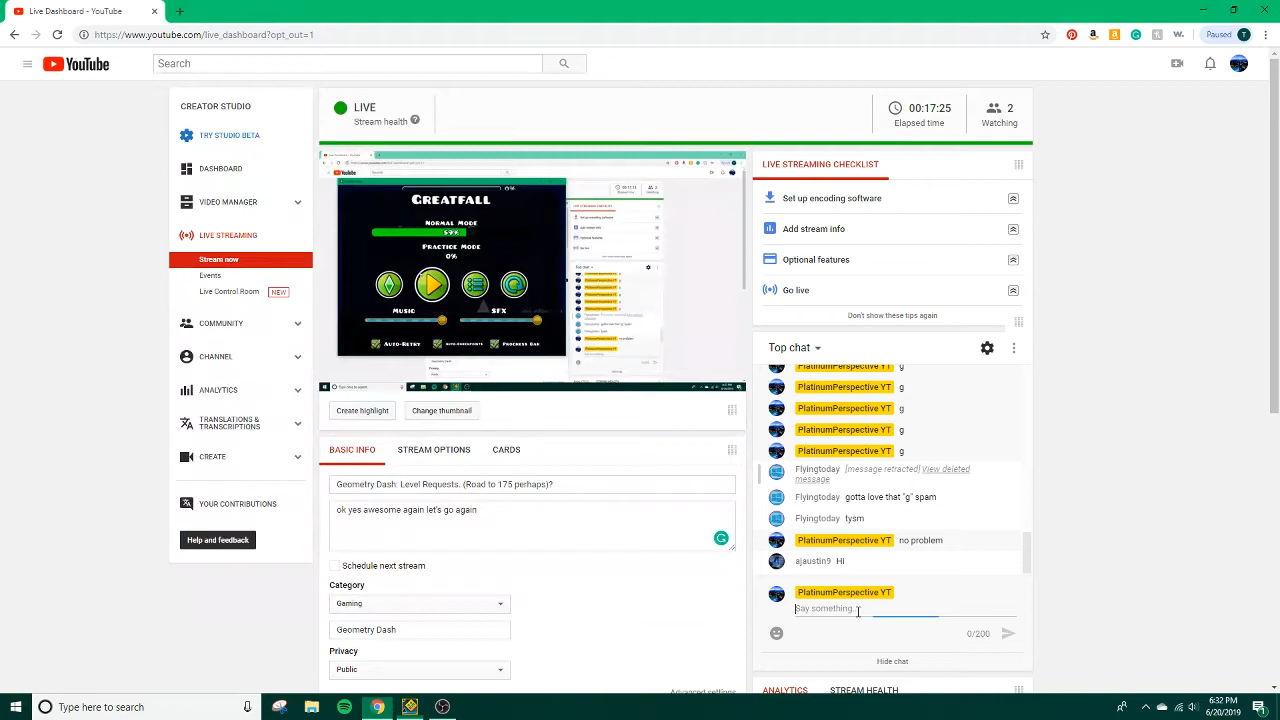 Live Dashboard - YouTube
https://www.youtube.com/live_dashboard?opt_out=1
Paused
T
YouTube
Search
CREATOR STUDIO
TRY STUDIO BETA
DASHBOARD
VIDEO MANAGER
LIVE STREAMING
Stream now
Events
Live Control Room NEW
COMMUNITY
CHANNEL
ANALYTICS
TRANSLATIONS &
TRANSCRIPTIONS
CREATE
YOUR CONTRIBUTIONS
Help and feedback
LIVE
Stream health
00:17:25
Elapsed time
2
Watching
GREATFALL
NORMAL MODE
59%
PRACTICE MODE
0%
MUSIC
SFX
AUTO-RETRY
AUTO-CHECKPOINTS
PROGRESS BAR
Create highlight
Change thumbnail
BASIC INFO
STREAM OPTIONS
CARDS
Geometry Dash: Level Requests. (Road to 175 perhaps)?
ok yes awesome again let's go again
Schedule next stream
Category
Gaming
Geometry Dash
Privacy
Public
Advanced settings
LIVE STREAMING CHECKLIST
Set up encoding software
Add stream info
Optional features
Go live
Don't show these tips again
Top chat
PlatinumPerspective YT g
PlatinumPerspective YT g
PlatinumPerspective YT g
PlatinumPerspective YT g
PlatinumPerspective YT g
Flyingtoday [message retracted] View deleted
message
Flyingtoday gotta love that "g" spam
Flyingtoday tysm
PlatinumPerspective YT no problem
ajaustin9 Hi
PlatinumPerspective YT
Say something...
0/200
Hide chat
ANALYTICS
STREAM HEALTH
Type here to search
6:32 PM
6/20/2019